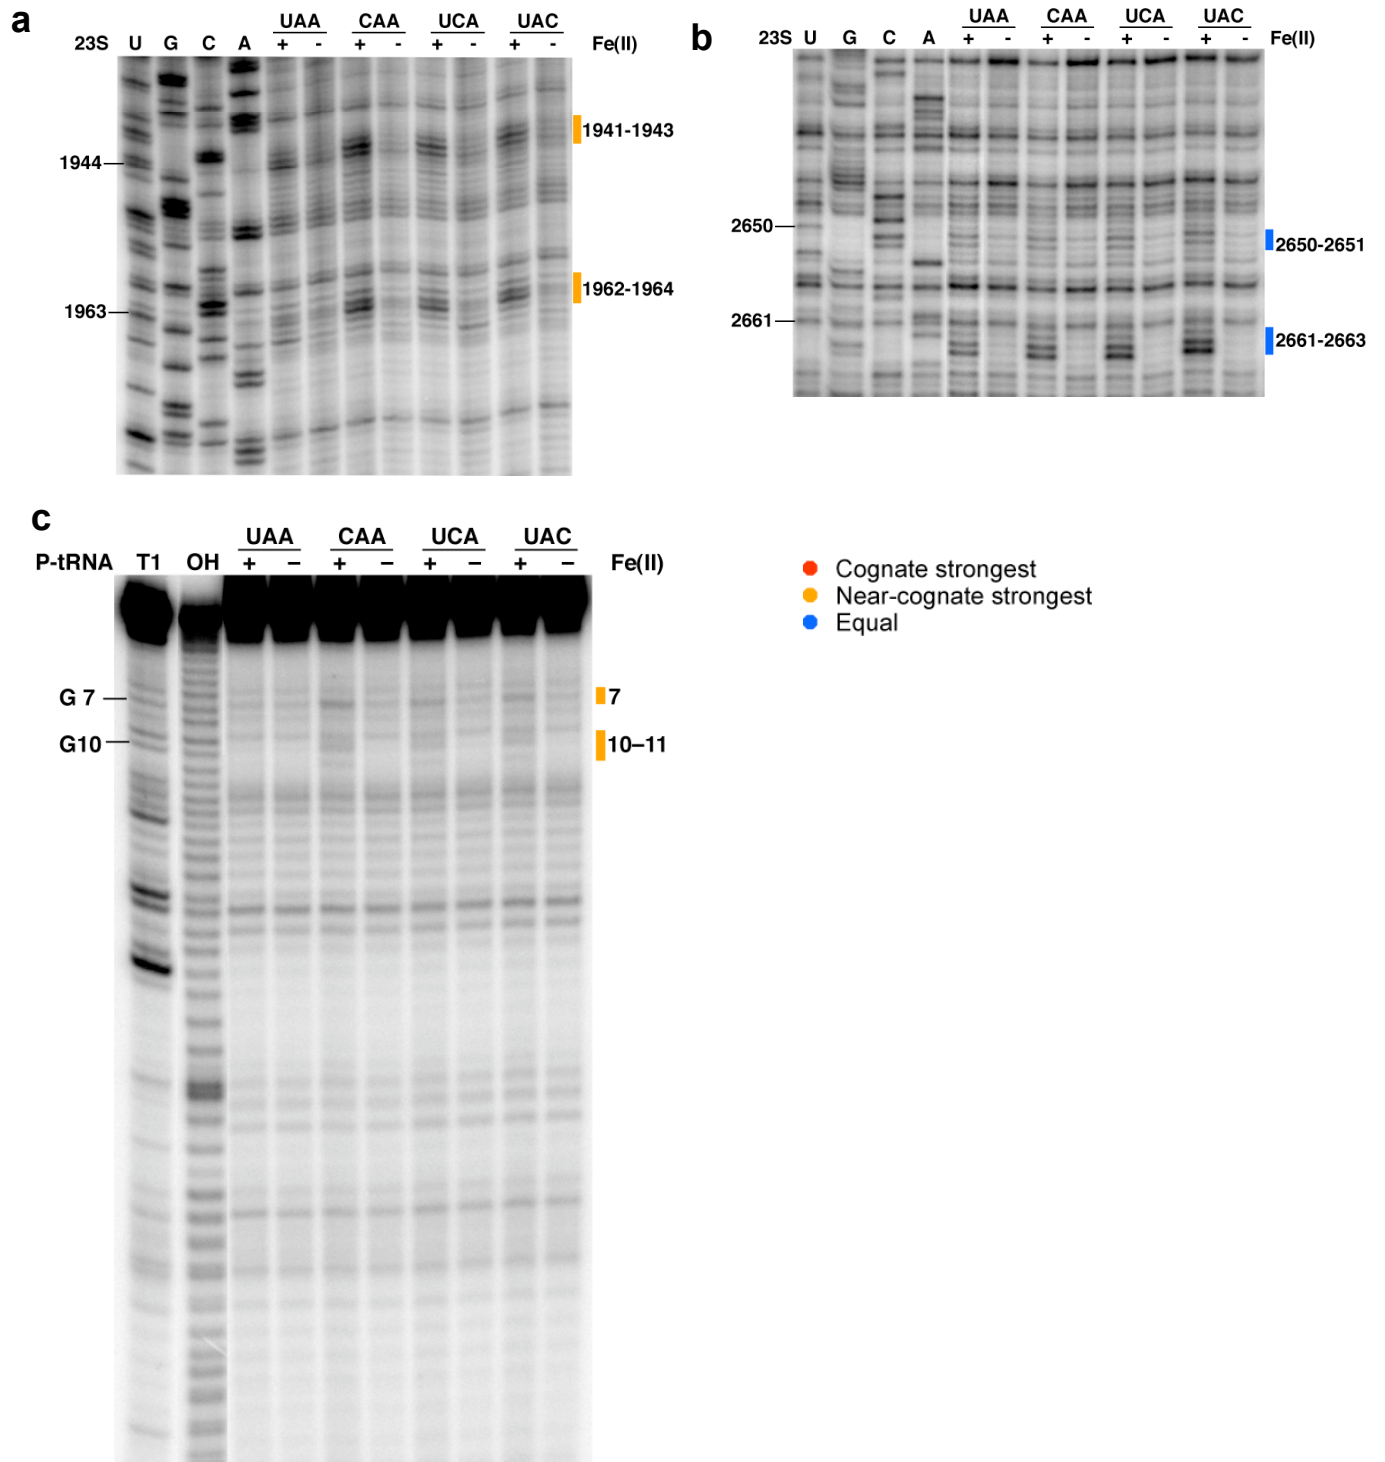 a
UAA CAA UCA UAC
23S U G C A + - + - + - + - Fe(II)
1941-1943
1944
1962-1964
1963
b
UAA CAA UCA UAC
23S U G C A + - + - + - + - Fe(II)
2650
2650-2651
2661
2661-2663
c
UAA CAA UCA UAC
P-tRNA T1 OH + − + − + − + − Fe(II)
G 7
7
G10
10–11
Cognate strongest
Near-cognate strongest
Equal